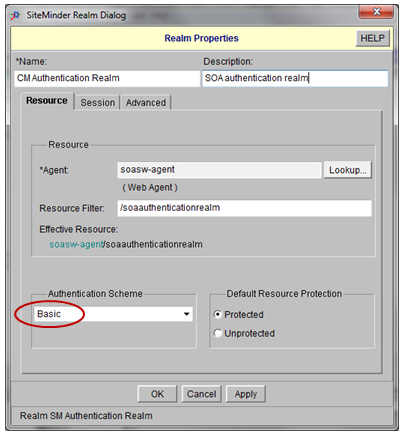 SiteMinder Realm Dialog
Realm Properties
HELP
*Name:
Description:
CM Authentication Realm
SOA authentication realm
Resource
Session
Advanced
Resource
*Agent:
soasw-agent
Lookup...
( Web Agent )
Resource Filter:
/soaauthenticationrealm
Effective Resource:
soasw-agent/soaauthenticationrealm
Authentication Scheme
Basic
Default Resource Protection
Protected
Unprotected
OK
Cancel
Apply
Realm SM Authentication Realm